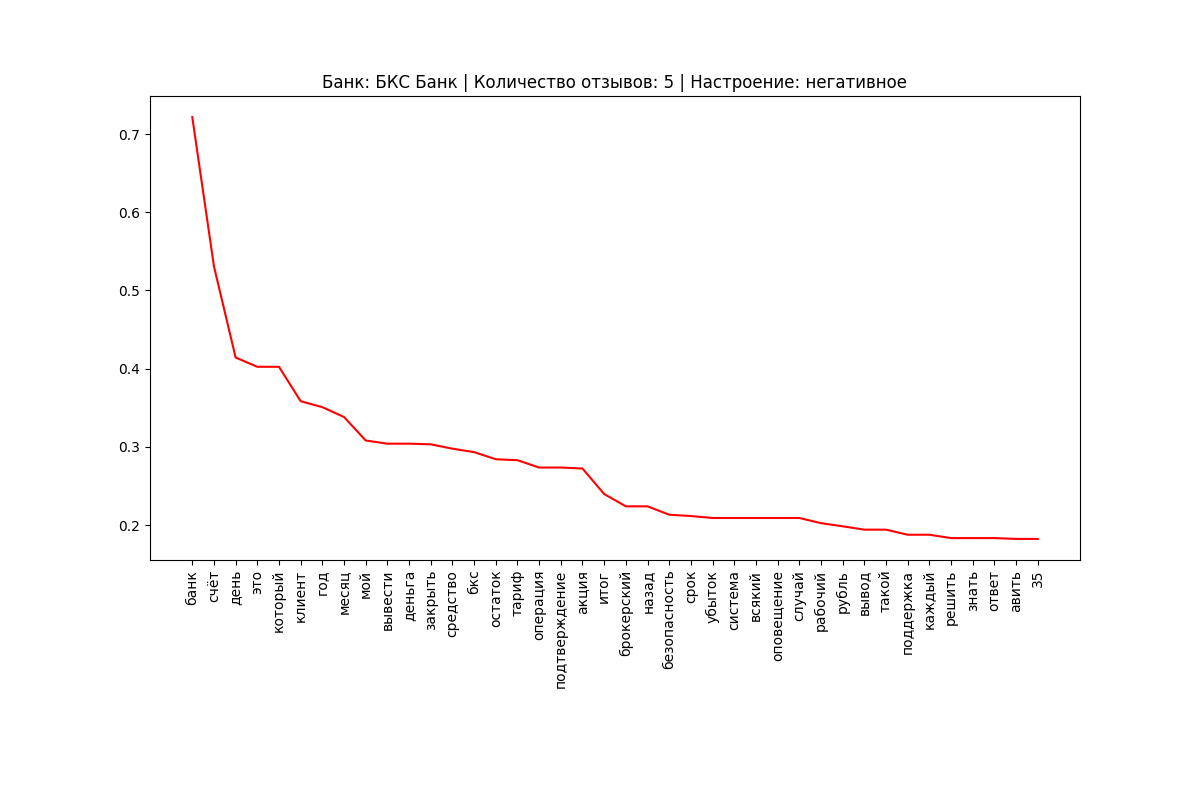 Банк: БКС Банк | Количество отзывов: 5 | Настроение: негативное
0.7
0.6
0.5
0.4
0.3
0.2
банк
счёт
день
это
который
клиент
год
месяц
мой
вывести
деньга
закрыть
средство
бкс
остаток
тариф
операция
подтверждение
акция
итог
брокерский
назад
безопасность
срок
убыток
система
всякий
оповещение
случай
рабочий
рубль
вывод
такой
поддержка
каждый
решить
знать
ответ
авить
35